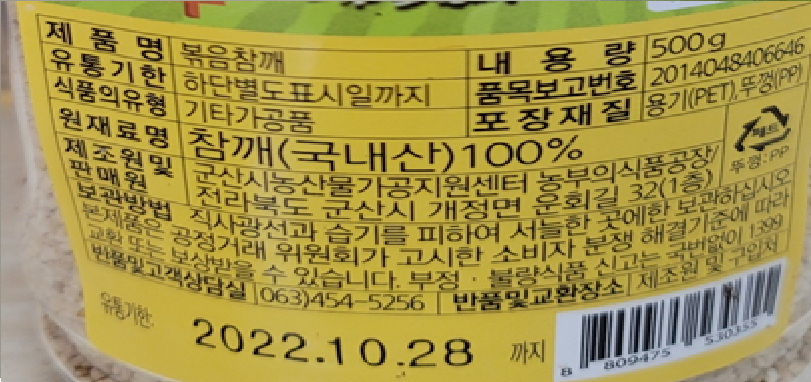 제 품 명 볶음참깨 내 용 량 500g
유통기한 하단별도표시일까지 품목보고번호 2014048406646
식품의유형 기타가공품 포 장 재 질 용기(PET),뚜껑(PP)
원재료명 참깨(국내산)100%
제조원및 판매원 군산시농산물가공지원센터 농부의식품공장/
전라북도 군산시 개정면 운회길 32(1층)
페트
뚜껑:PP
보관방법 직사광선과 습기를 피하여 서늘한 곳에한 보관하십시오
본제품은 공정거래 위원회가 고시한 소비자 분쟁 해결기준에 따라
교환 또는 보상받을 수 있습니다. 부정 · 불량식품 신고는 국번없이 1399
반품및고객상담실 (063)454-5256 반품및교환장소 제조원 및 구입처
유통기한: 2022.10.28 까지
8 809475 530355